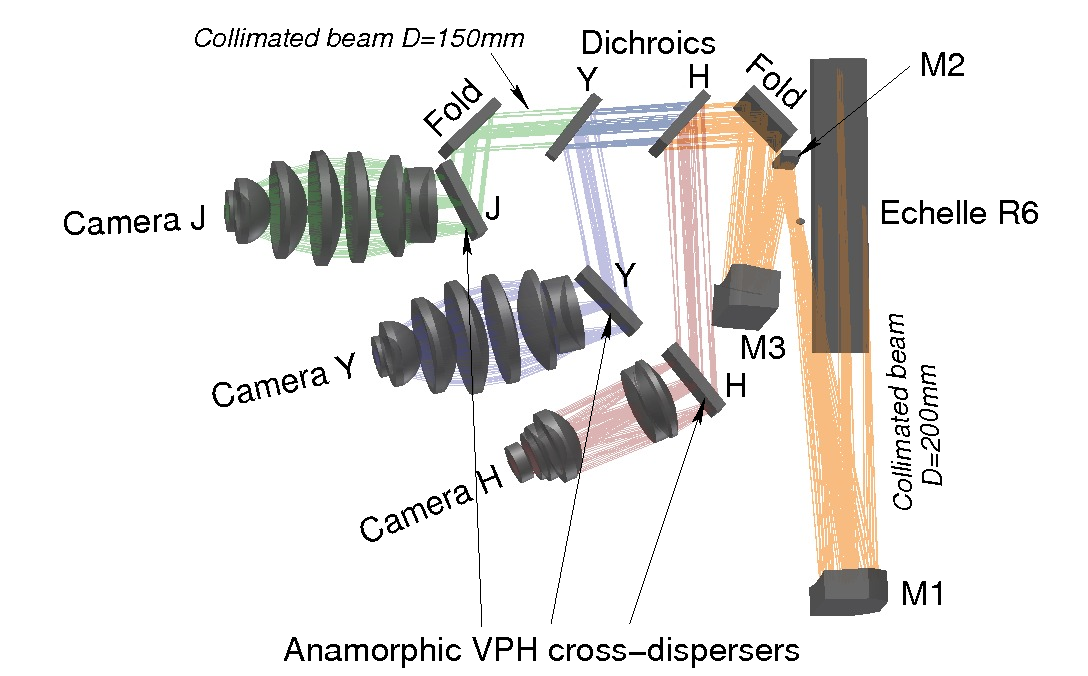 Collimated beam D=150mm
Dichroics
M2
Y
H
Fold
Fold
Camera J
J
Echelle R6
Y
Camera Y
M3
Collimated beam
D=200mm
H
Camera H
M1
Anamorphic VPH cross−dispersers